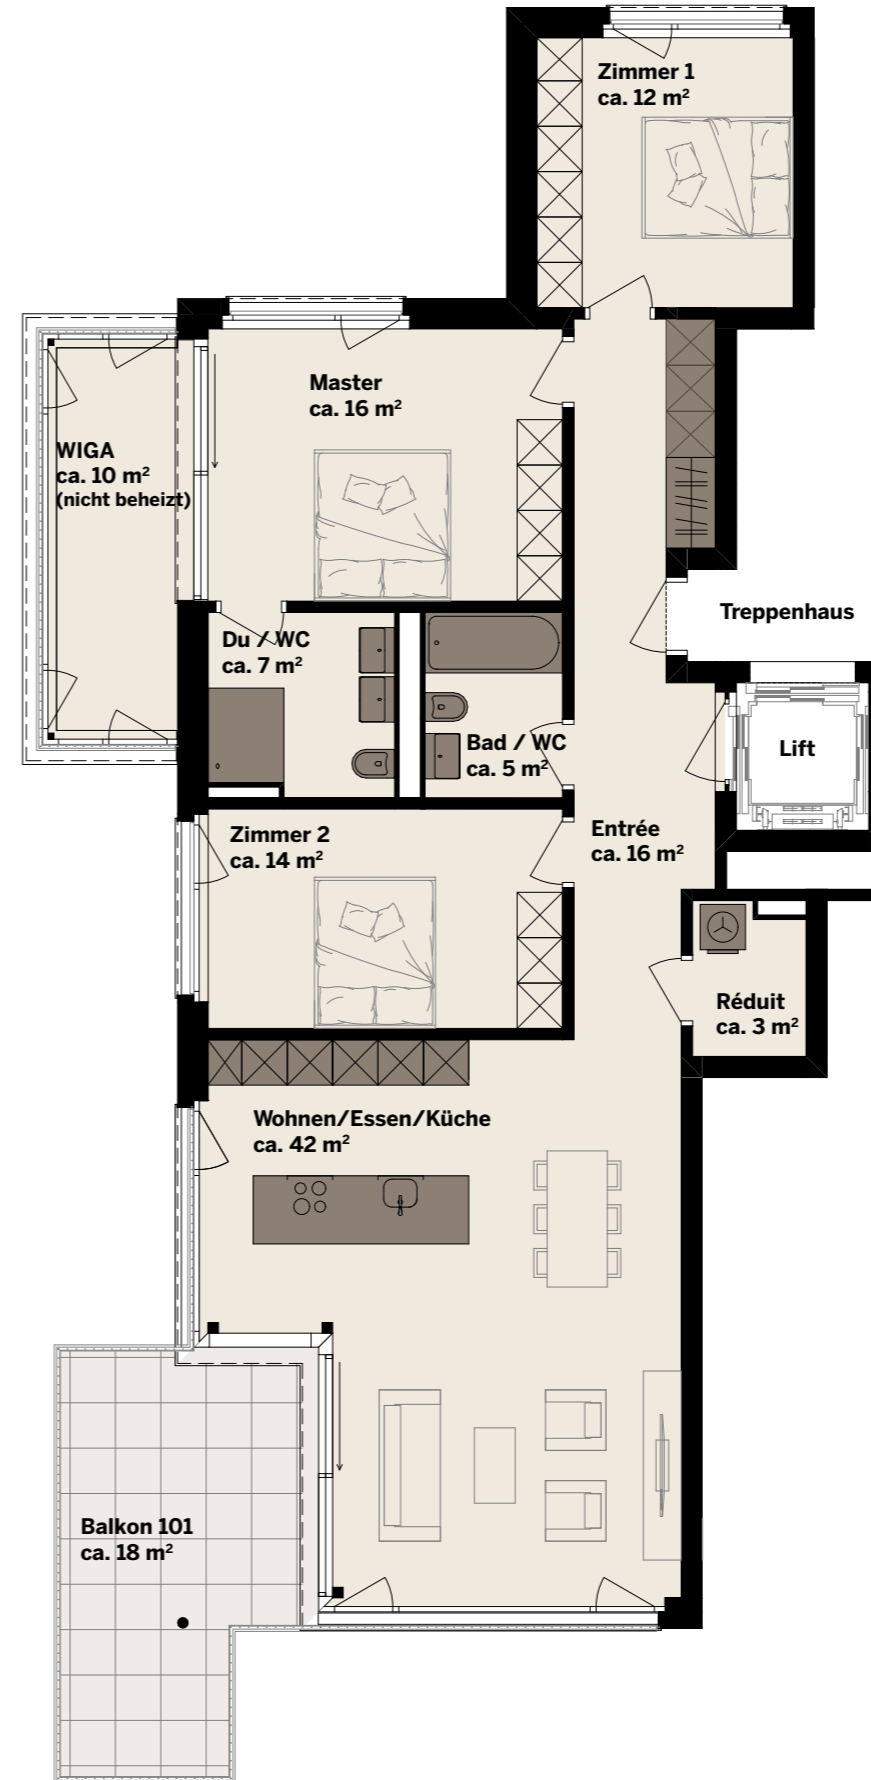 Zimmer 1
ca. 12 m²
Master
ca. 16 m²
WIGA
ca. 10 m²
(nicht beheizt)
Treppenhaus
Du / WC
ca. 7 m²
Bad / WC
ca. 5 m²
Lift
Zimmer 2
ca. 14 m²
Entrée
ca. 16 m²
Réduit
ca. 3 m²
Wohnen/Essen/Küche
ca. 42 m²
Balkon 101
ca. 18 m²